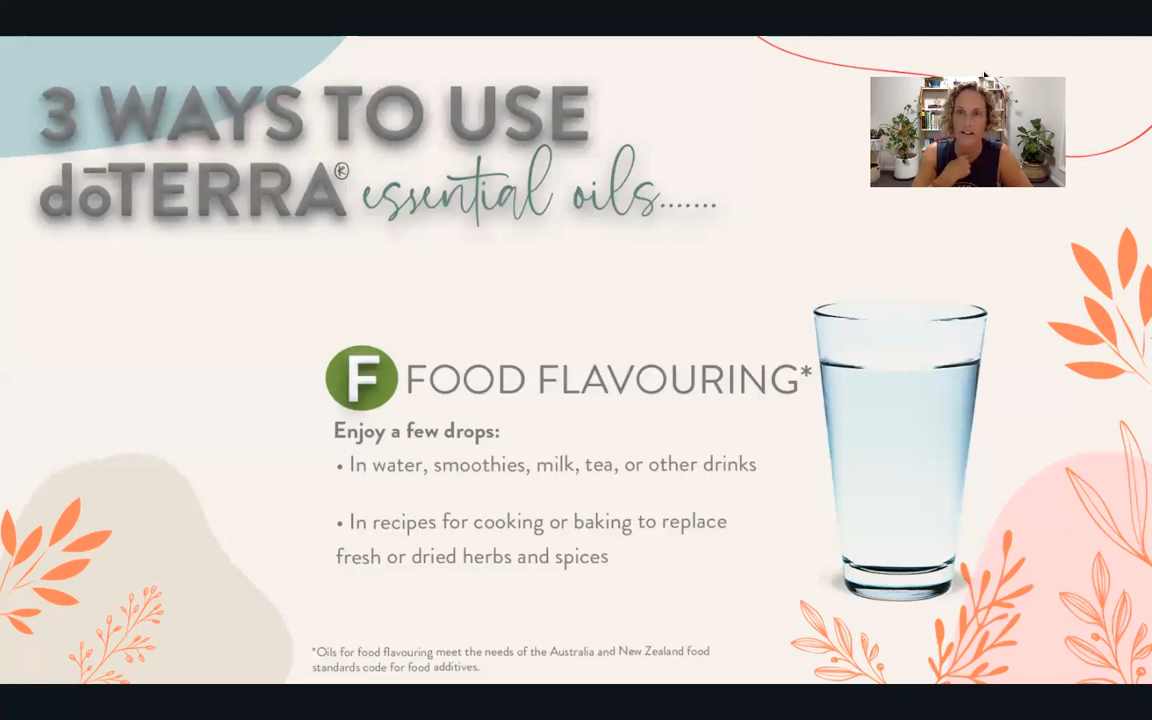 3 WAYS TO USE
dōTERRA® essential oils.......
F FOOD FLAVOURING*
Enjoy a few drops:
• In water, smoothies, milk, tea, or other drinks
• In recipes for cooking or baking to replace
fresh or dried herbs and spices
*Oils for food flavouring meet the needs of the Australia and New Zealand food
standards code for food additives.